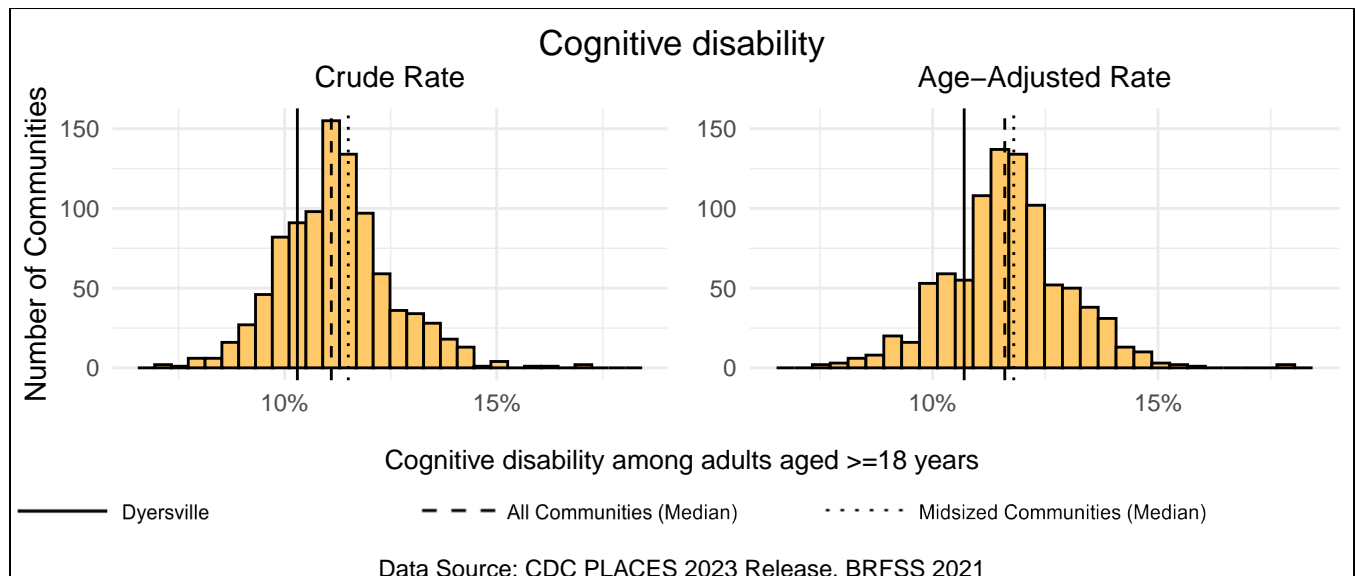 Cognitive disability
Crude Rate
Age−Adjusted Rate
Number of Communities
150
100
50
0
10%
15%
150
100
50
0
10%
15%
Cognitive disability among adults aged >=18 years
Dyersville
All Communities (Median)
Midsized Communities (Median)
Data Source: CDC PLACES 2023 Release, BRFSS 2021